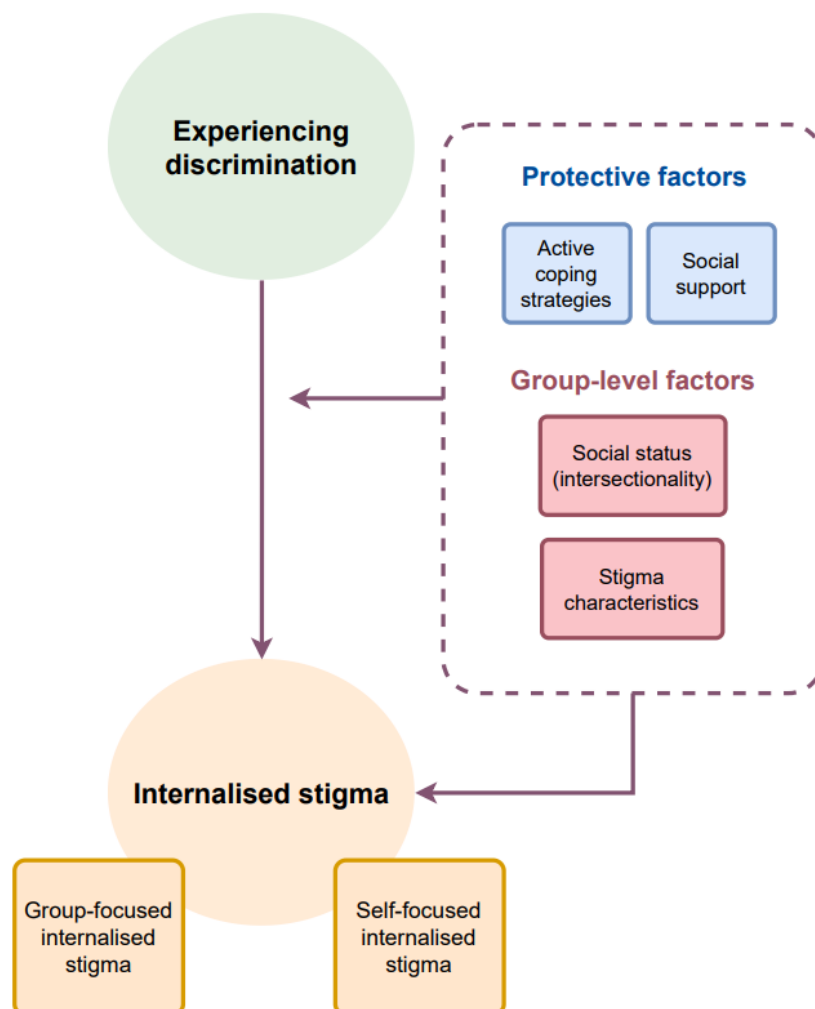 Experiencing
discrimination
Protective factors
Active
coping
strategies
Social
support
Group-level factors
Social status
(intersectionality)
Stigma
characteristics
Internalised stigma
Group-focused
internalised
stigma
Self-focused
internalised
stigma